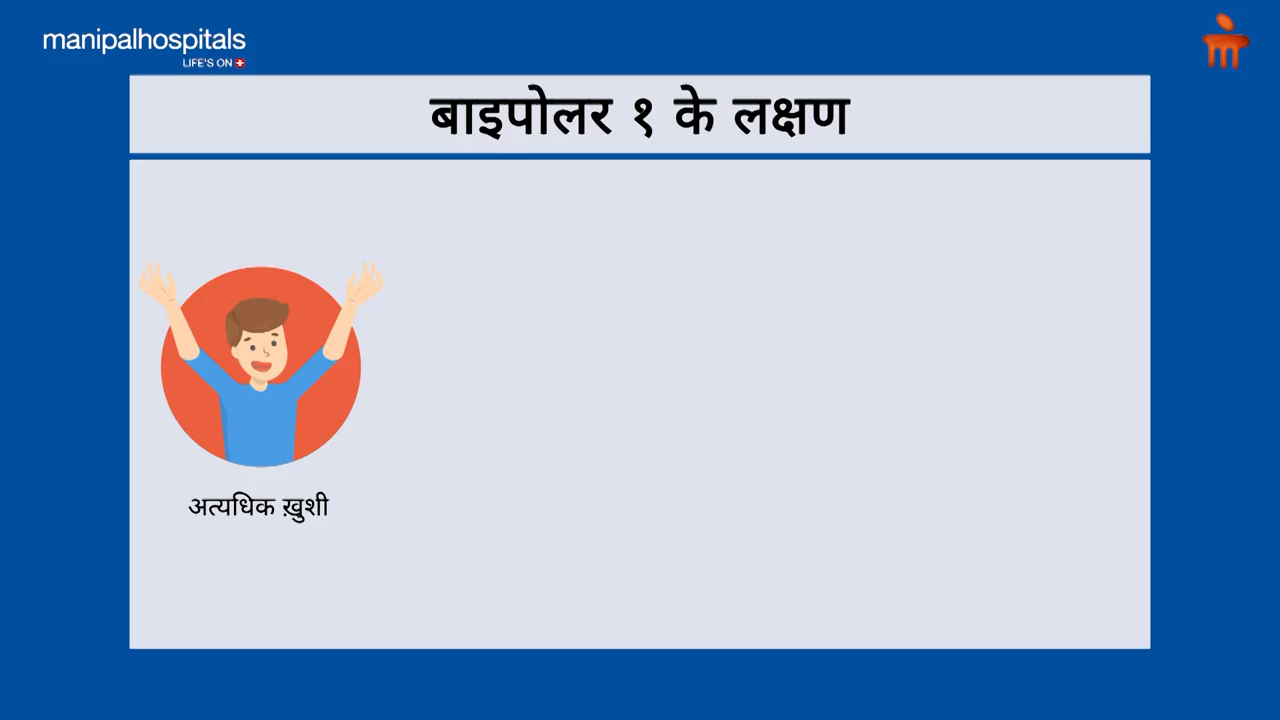 manipalhospitals
LIFE'S ON
बाइपोलर १ के लक्षण
अत्यधिक ख़ुशी